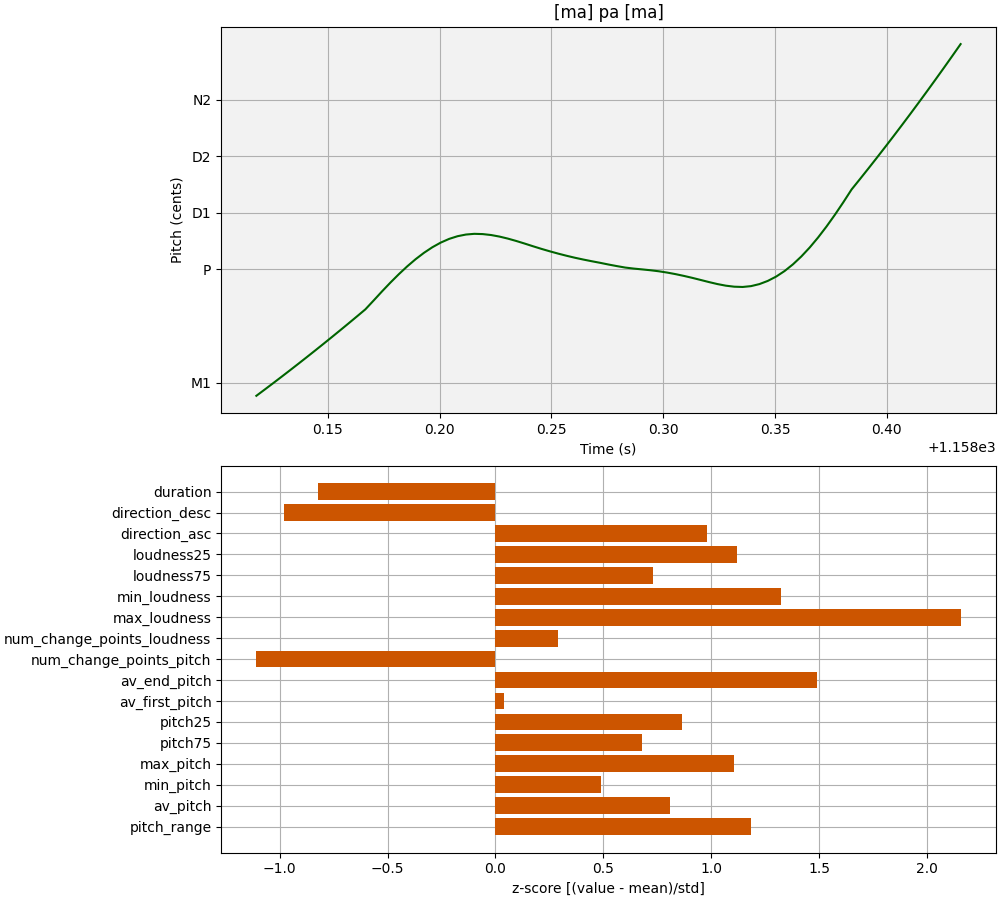 [ma] pa [ma]
N2
D2
D1
P
M1
Pitch (cents)
0.15 0.20 0.25 0.30 0.35 0.40
Time (s)
+1.158e3
duration
direction_desc
direction_asc
loudness25
loudness75
min_loudness
max_loudness
num_change_points_loudness
num_change_points_pitch
av_end_pitch
av_first_pitch
pitch25
pitch75
max_pitch
min_pitch
av_pitch
pitch_range
−1.0 −0.5 0.0 0.5 1.0 1.5 2.0
z-score [(value - mean)/std]